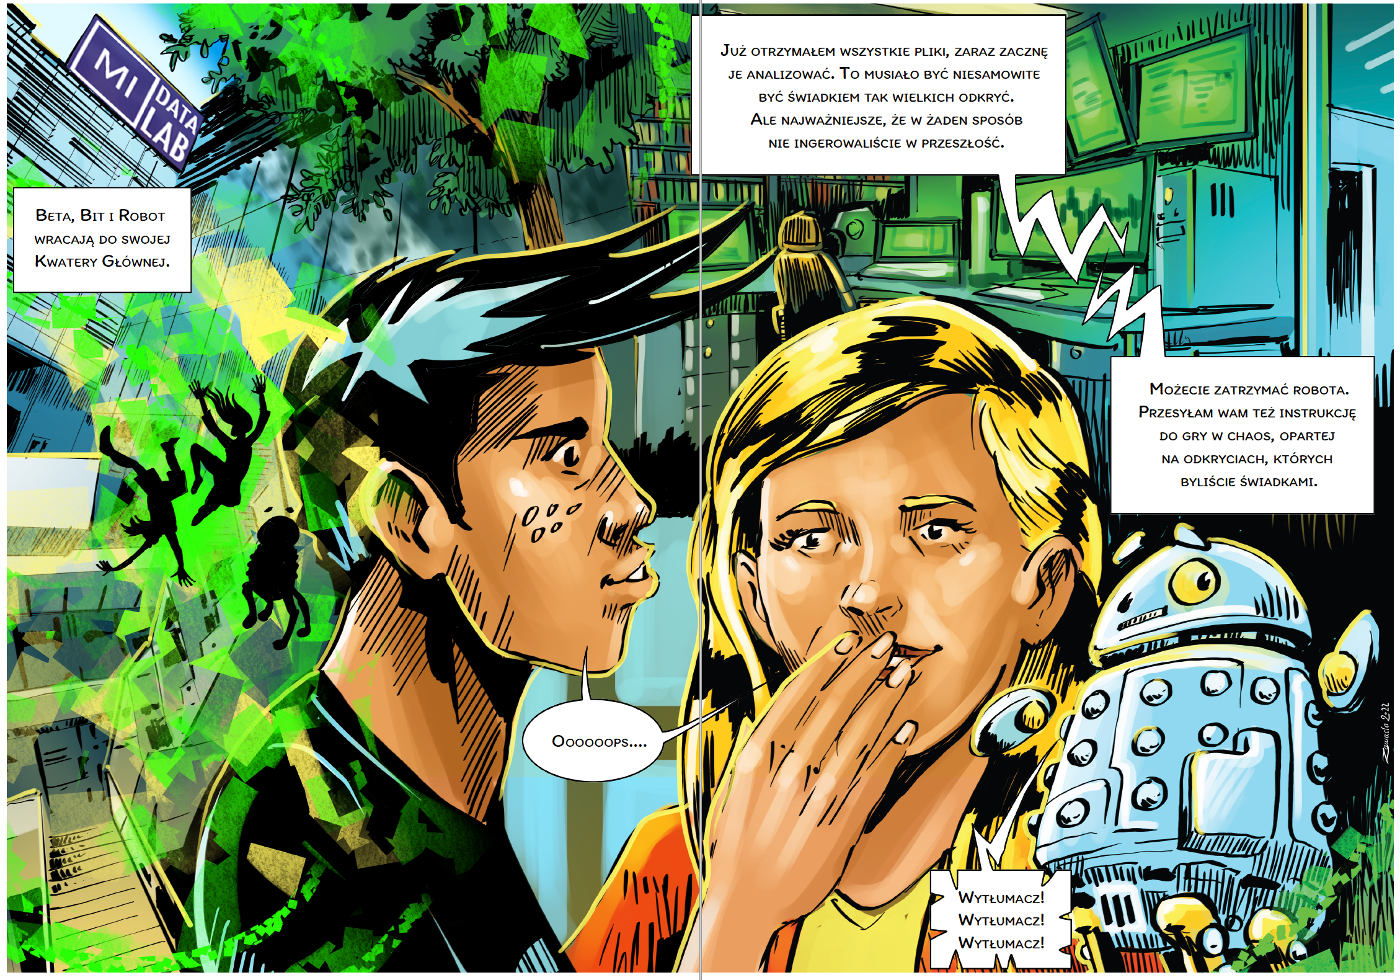 MI
DATA
LAB
Beta, Bit i Robot
wracają do swojej
Kwatery Głównej.
Już otrzymałem wszystkie pliki, zaraz zacznę
je analizować. To musiało być niesamowite
być świadkiem tak wielkich odkryć.
Ale najważniejsze, że w żaden sposób
nie ingerowaliście w przeszłość.
Możecie zatrzymać robota.
Przesyłam wam też instrukcję
do gry w chaos, opartej
na odkryciach, których
byliście świadkami.
Oooooops....
Wytłumacz!
Wytłumacz!
Wytłumacz!